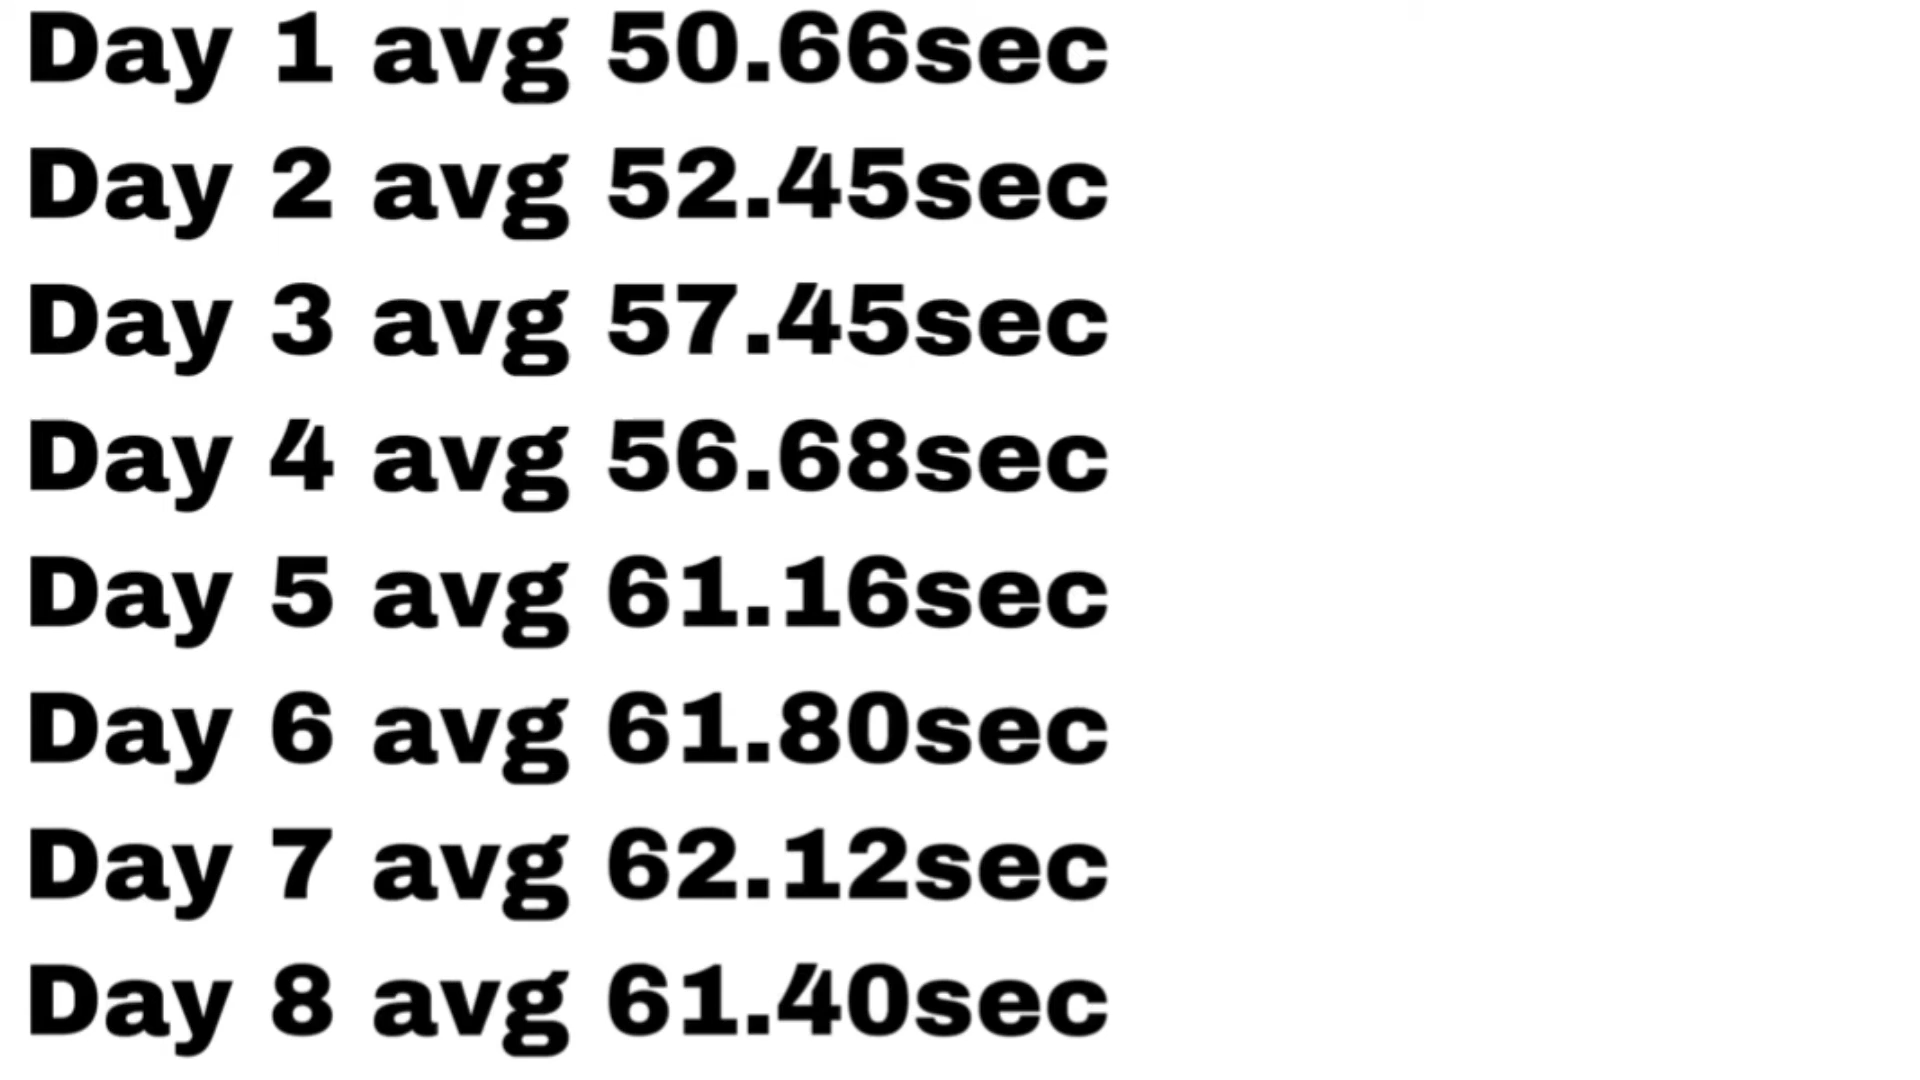 Day 1 avg 50.66sec
Day 2 avg 52.45sec
Day 3 avg 57.45sec
Day 4 avg 56.68sec
Day 5 avg 61.16sec
Day 6 avg 61.80sec
Day 7 avg 62.12sec
Day 8 avg 61.40sec